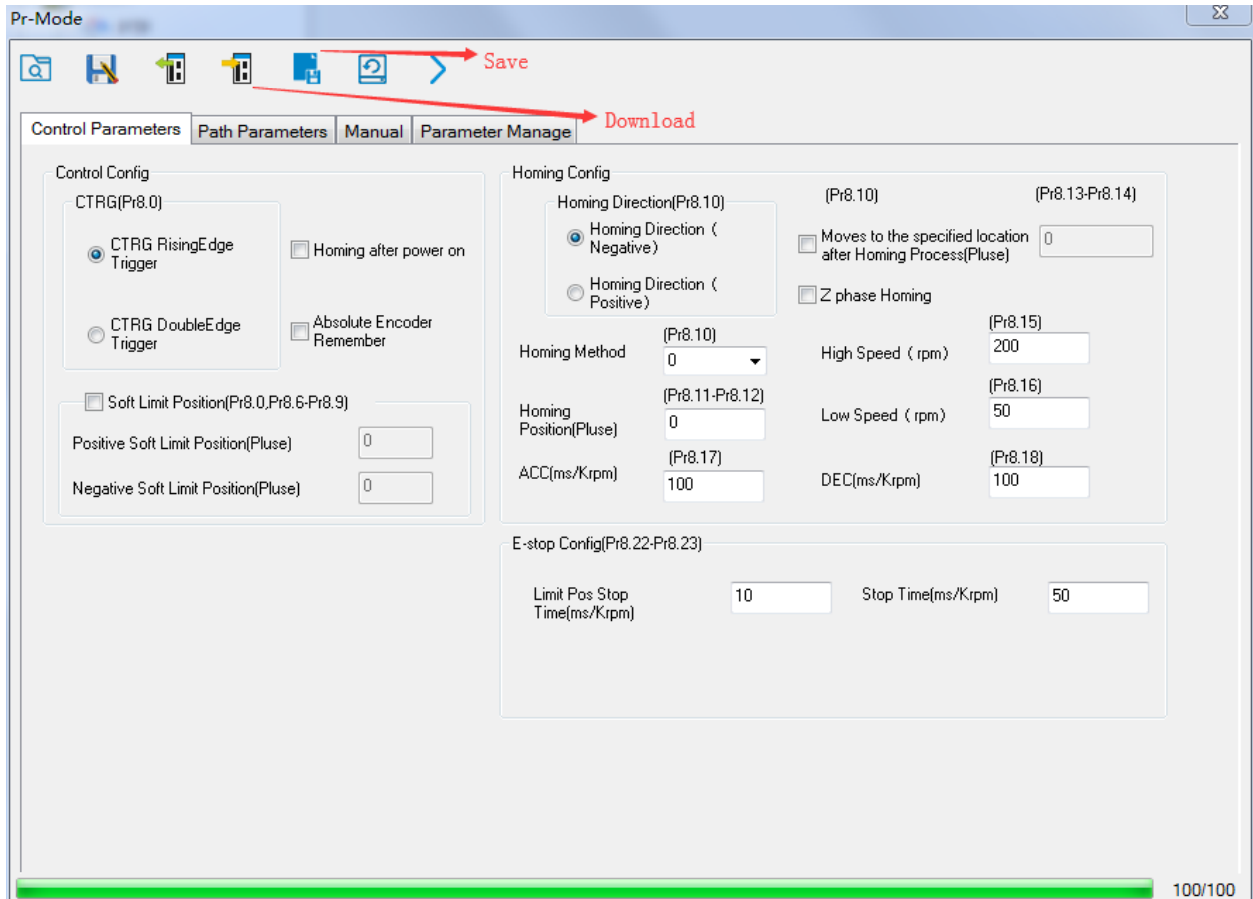 Pr-Mode
Save
Download
Control Parameters
Path Parameters
Manual
Parameter Manage
Control Config
CTRG(Pr8.0)
CTRG RisingEdge
Trigger
Homing after power on
CTRG DoubleEdge
Trigger
Absolute Encoder
Remember
Soft Limit Position(Pr8.0,Pr8.6-Pr8.9)
Positive Soft Limit Position(Pluse)
0
Negative Soft Limit Position(Pluse)
0
Homing Config
Homing Direction(Pr8.10)
Homing Direction (
Negative)
Homing Direction (
Positive)
(Pr8.10)
(Pr8.13-Pr8.14)
Moves to the specified location
after Homing Process(Pluse)
0
Z phase Homing
Homing Method
(Pr8.10)
0
High Speed (rpm)
(Pr8.15)
200
Homing
Position(Pluse)
(Pr8.11-Pr8.12)
0
Low Speed (rpm)
(Pr8.16)
50
ACC(ms/Krpm)
(Pr8.17)
100
DEC(ms/Krpm)
(Pr8.18)
100
E-stop Config(Pr8.22-Pr8.23)
Limit Pos Stop
Time(ms/Krpm)
10
Stop Time(ms/Krpm)
50
100/100